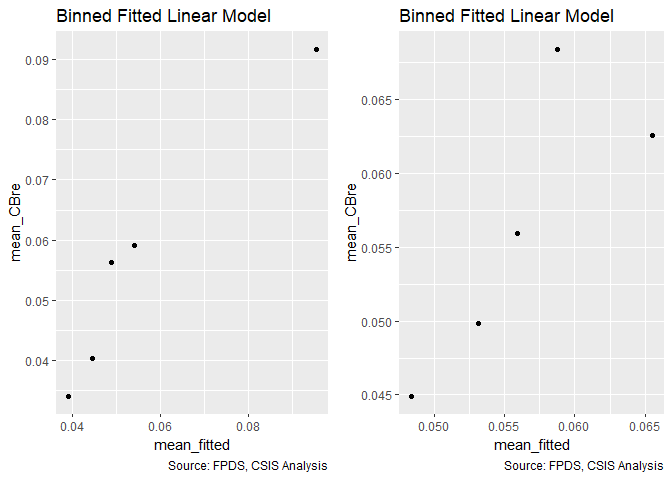 Binned Fitted Linear Model
0.09
0.08
0.07
0.06
0.05
0.04
mean_CBre
0.04 0.06 0.08
mean_fitted
Source: FPDS, CSIS Analysis
Binned Fitted Linear Model
0.065
0.060
0.055
0.050
0.045
mean_CBre
0.050 0.055 0.060 0.065
mean_fitted
Source: FPDS, CSIS Analysis